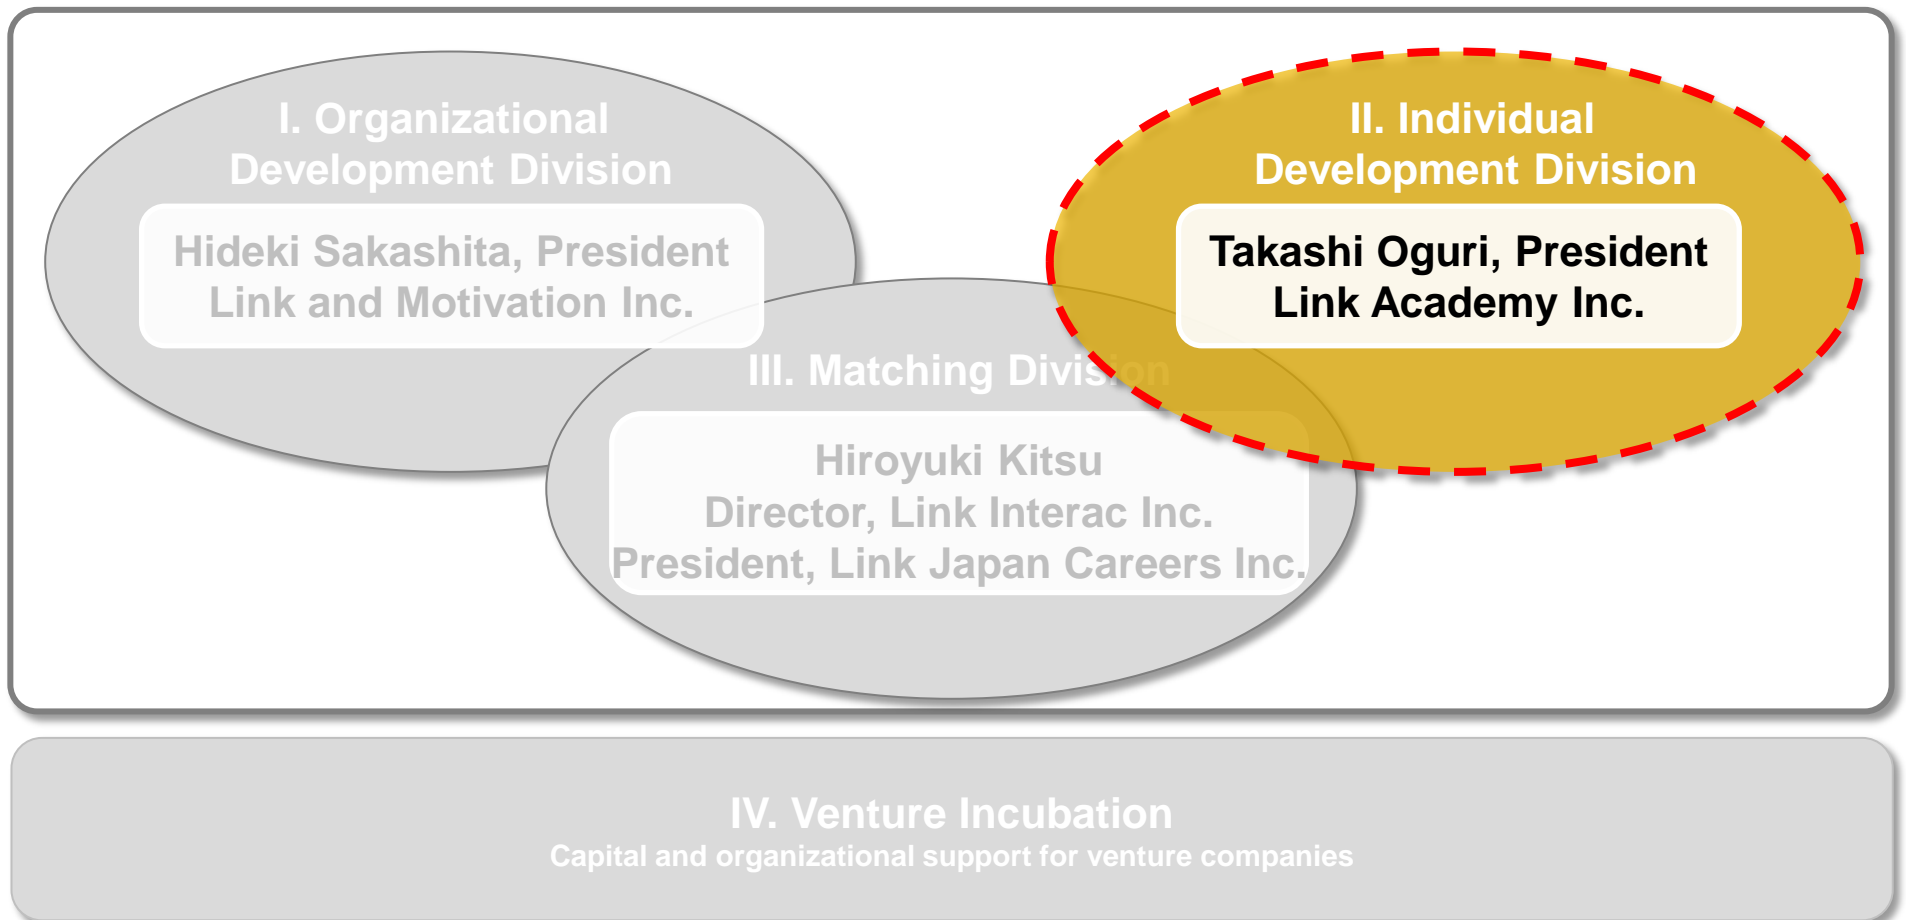 I. Organizational
Development Division
Hideki Sakashita, President
Link and Motivation Inc.
II. Individual
Development Division
Takashi Oguri, President
Link Academy Inc.
III. Matching Division
Hiroyuki Kitsu
Director, Link Interac Inc.
President, Link Japan Careers Inc.
IV. Venture Incubation
Capital and organizational support for venture companies